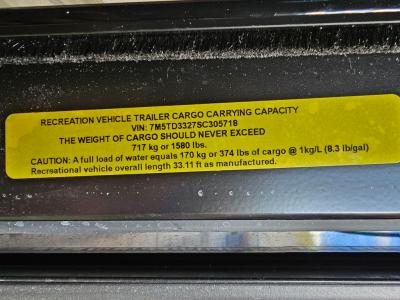 RECREATION VEHICLE TRAILER CARGO CARRYING CAPACITY
VIN: 7M5TD3327SC305718
THE WEIGHT OF CARGO SHOULD NEVER EXCEED
717 kg or 1580 lbs.
CAUTION: A full load of water equals 170 kg or 374 lbs of cargo @ 1kg/L (8.3 lb/gal)
Recreational vehicle overall length 33.11 ft as manufactured.